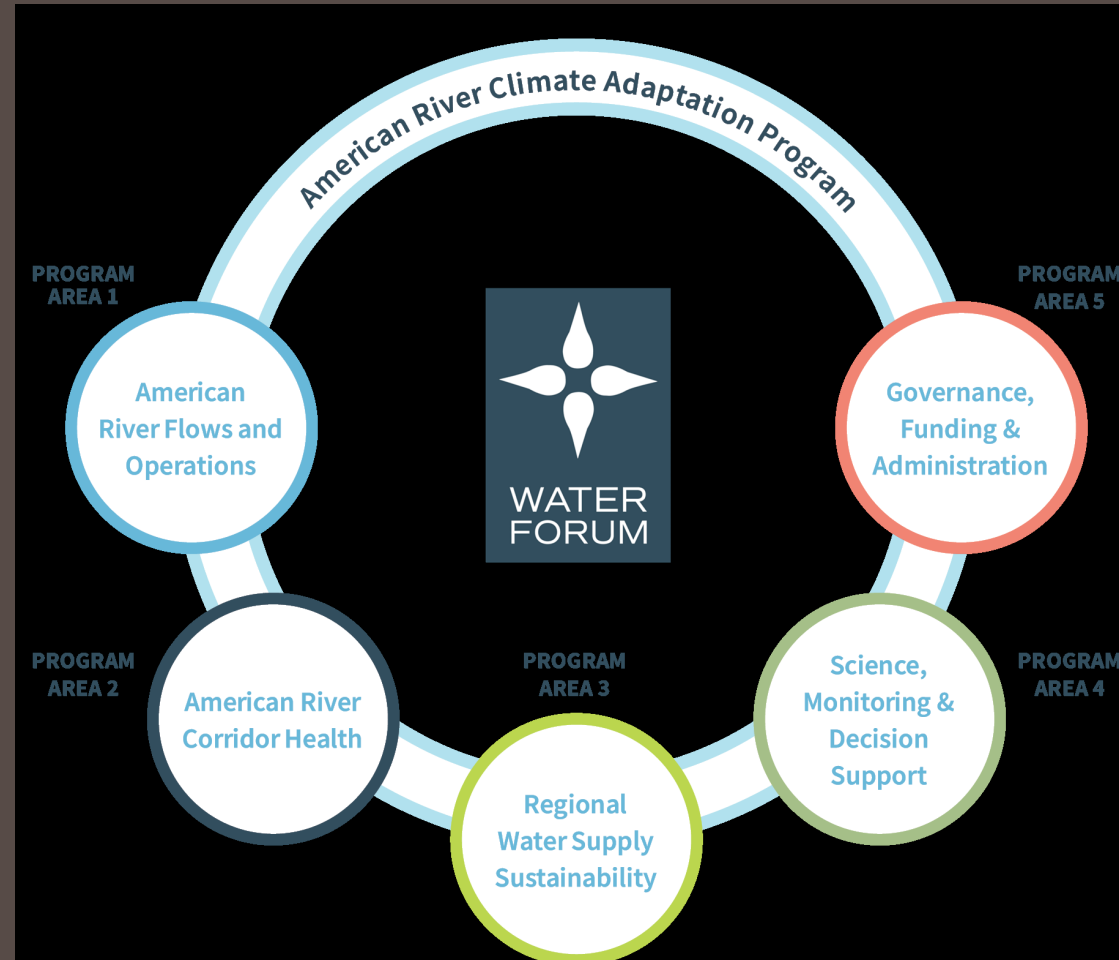 American River Climate Adaptation Program
PROGRAM
AREA 1
American
River Flows and
Operations
PROGRAM
AREA 2
American River
Corridor Health
PROGRAM
AREA 3
Regional
Water Supply
Sustainability
PROGRAM
AREA 4
Science,
Monitoring &
Decision
Support
PROGRAM
AREA 5
Governance,
Funding &
Administration
WATER
FORUM